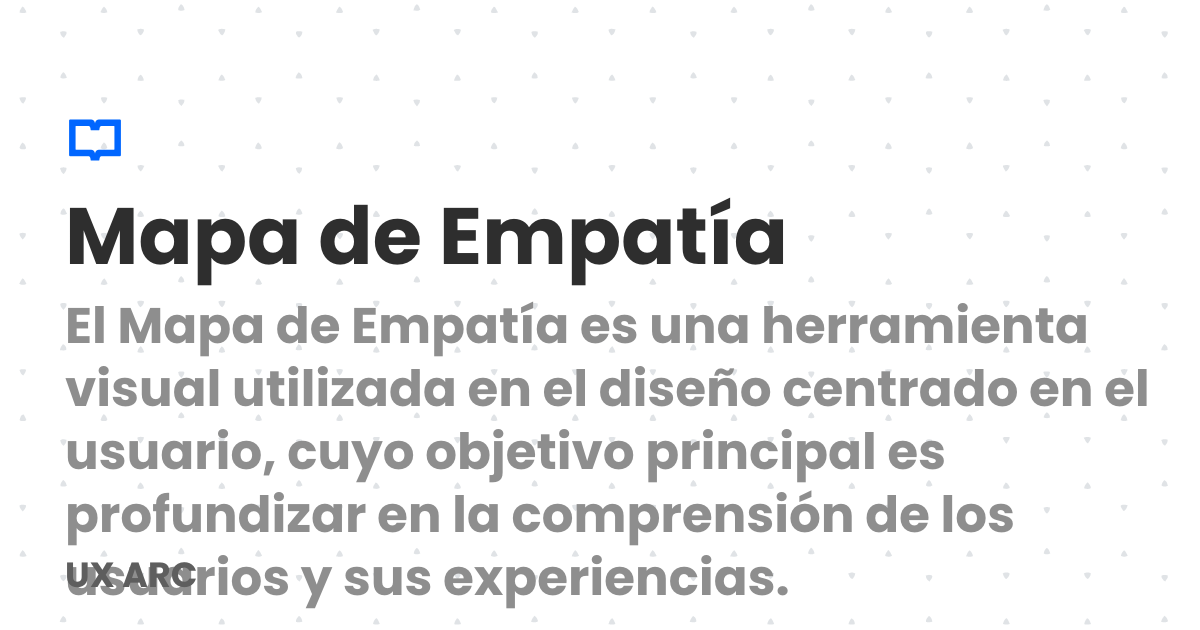 Mapa de Empatía
El Mapa de Empatía es una herramienta
visual utilizada en el diseño centrado en el
usuario, cuyo objetivo principal es
profundizar en la comprensión de los
usuarios y sus experiencias.
UX ARC